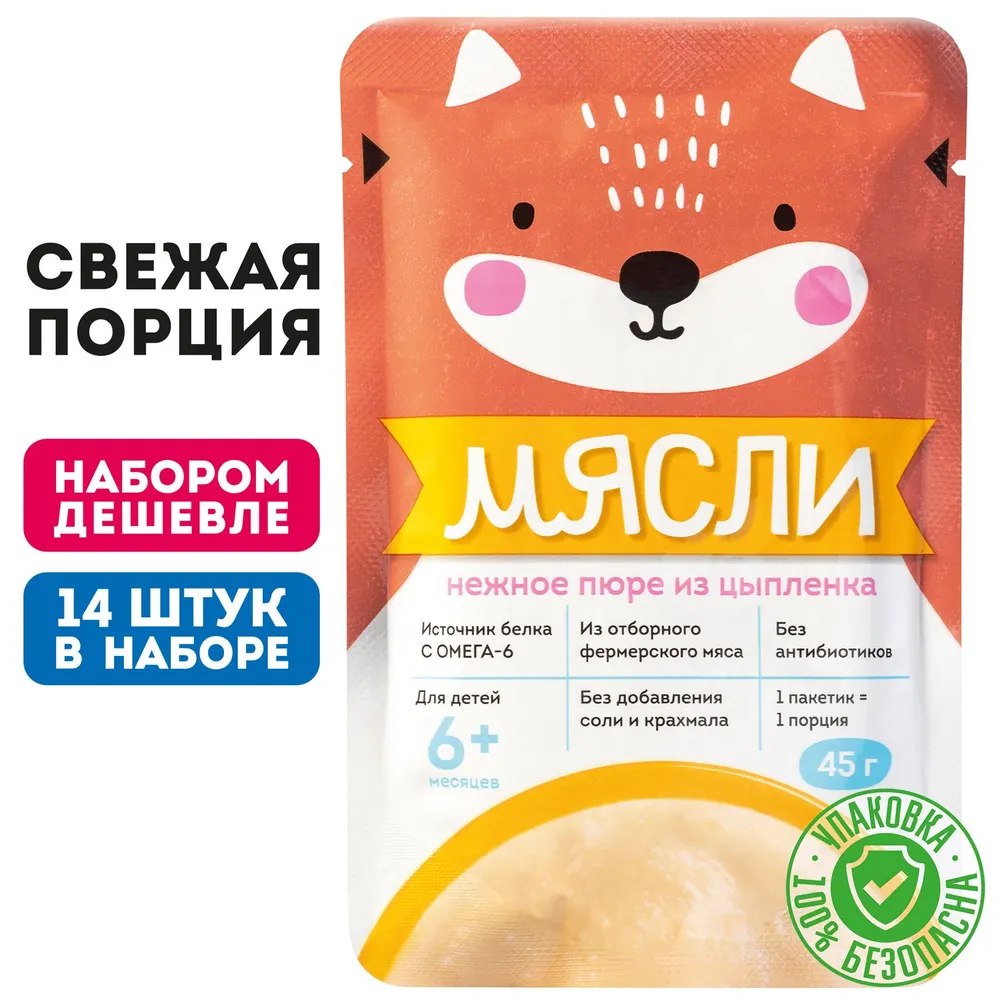 СВЕЖАЯ
ПОРЦИЯ
НАБОРОМ
ДЕШЕВЛЕ
14 ШТУК
В НАБОРЕ
МЯСЛИ
нежное пюре из цыпленка
Источник белка
С ОМЕГА-6
Из отборного
фермерского мяса
Без
антибиотиков
Для детей
6+
месяцев
Без добавления
соли и крахмала
1 пакетик =
1 порция
45 г
УПАКОВКА
100% БЕЗОПАСНА